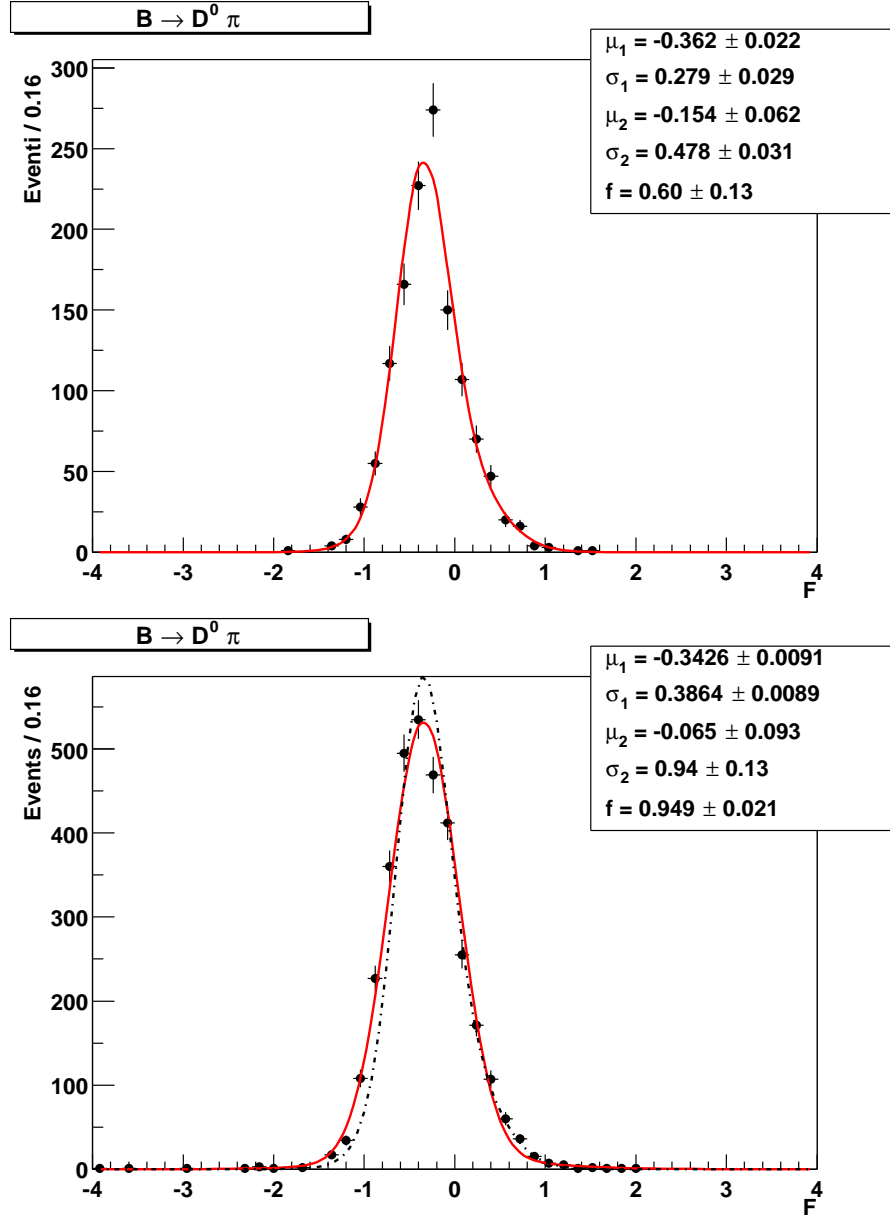 B → D⁰ π
μ₁ = -0.362 ± 0.022
σ₁ = 0.279 ± 0.029
μ₂ = -0.154 ± 0.062
σ₂ = 0.478 ± 0.031
f = 0.60 ± 0.13
Eventi / 0.16
300
250
200
150
100
50
0
-4 -3 -2 -1 0 1 2 3 4
F
B → D⁰ π
μ₁ = -0.3426 ± 0.0091
σ₁ = 0.3864 ± 0.0089
μ₂ = -0.065 ± 0.093
σ₂ = 0.94 ± 0.13
f = 0.949 ± 0.021
Events / 0.16
500
400
300
200
100
0
-4 -3 -2 -1 0 1 2 3 4
F